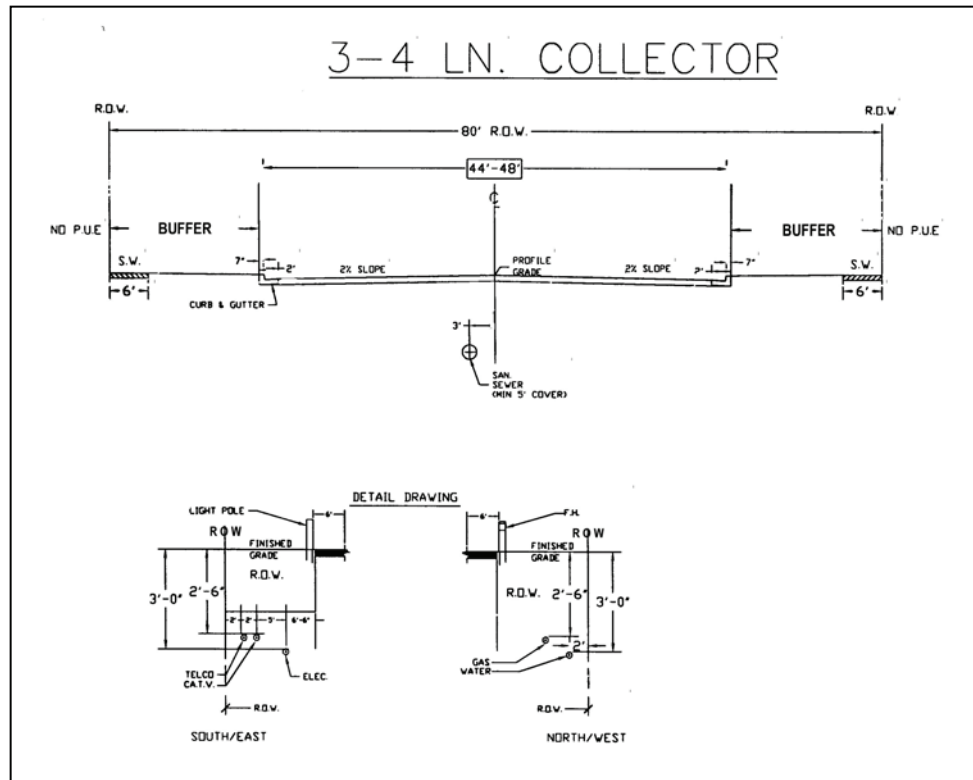 3-4 LN. COLLECTOR
R.O.W. R.O.W
80' R.O.W.
44'-48'
℄
NO P.U.E BUFFER BUFFER NO P.U.E
S.W. 7" 2' 2% SLOPE PROFILE GRADE 2% SLOPE 2' 7" S.W.
6' CURB & GUTTER 6'
3'
SAN.
SEWER
(MIN 5' COVER)
DETAIL DRAWING
LIGHT POLE 6' 6' F.H.
ROW ROW
FINISHED FINISHED
GRADE GRADE
R.O.W. R.O.W.
3'-0" 2'-6" 2'-6" 3'-0"
2' 2' 5' 6'-6" 2'
TELCO GAS
CA.T.V. ELEC. WATER
R.O.W. R.O.W.
SOUTH/EAST NORTH/WEST